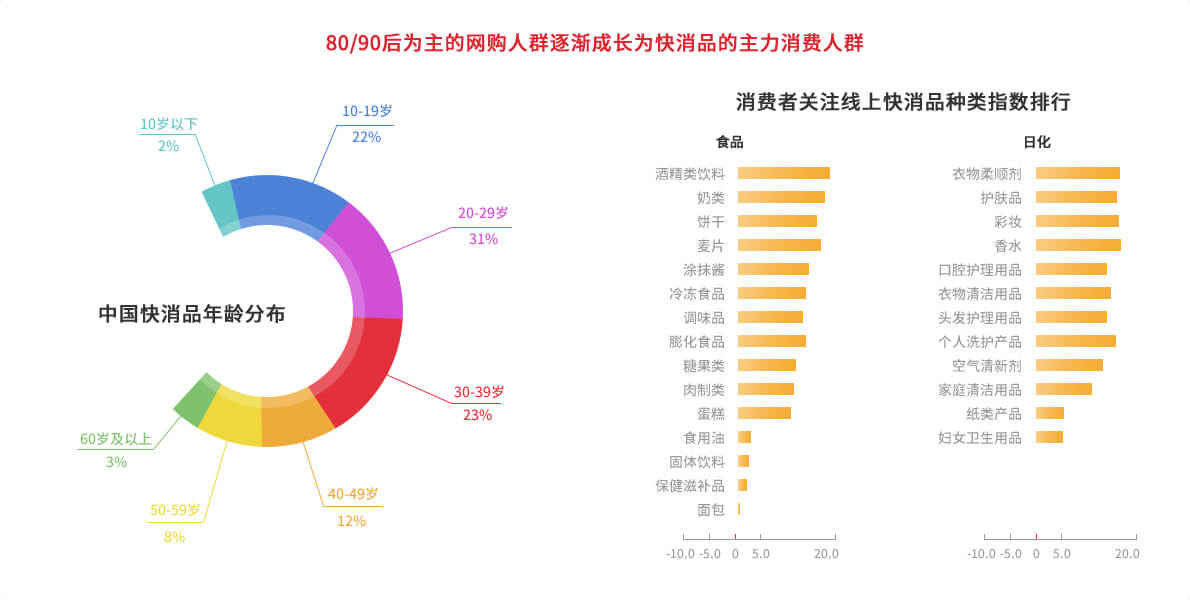 80/90后为主的网购人群逐渐成长为快消品的主力消费人群
中国快消品年龄分布
10岁以下
2%
10-19岁
22%
20-29岁
31%
30-39岁
23%
40-49岁
12%
50-59岁
8%
60岁及以上
3%
消费者关注线上快消品种类指数排行
食品
酒精类饮料
奶类
饼干
麦片
涂抹酱
冷冻食品
调味品
膨化食品
糖果类
肉制类
蛋糕
食用油
固体饮料
保健滋补品
面包
-10.0 -5.0 0 5.0 20.0
日化
衣物柔顺剂
护肤品
彩妆
香水
口腔护理用品
衣物清洁用品
头发护理用品
个人洗护产品
空气清新剂
家庭清洁用品
纸类产品
妇女卫生用品
-10.0 -5.0 0 5.0 20.0